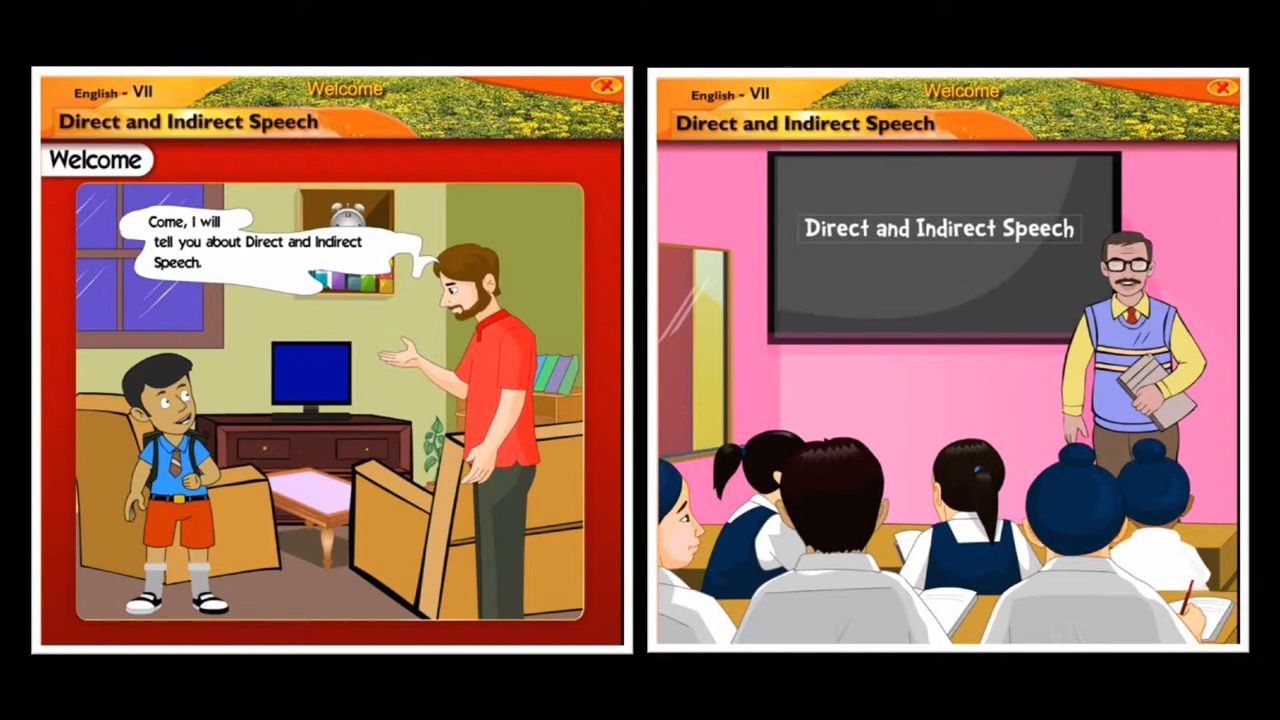 English - VII
Welcome
Direct and Indirect Speech
Welcome
Come, I will
tell you about Direct and Indirect
Speech.
English - VII
Welcome
Direct and Indirect Speech
Direct and Indirect Speech